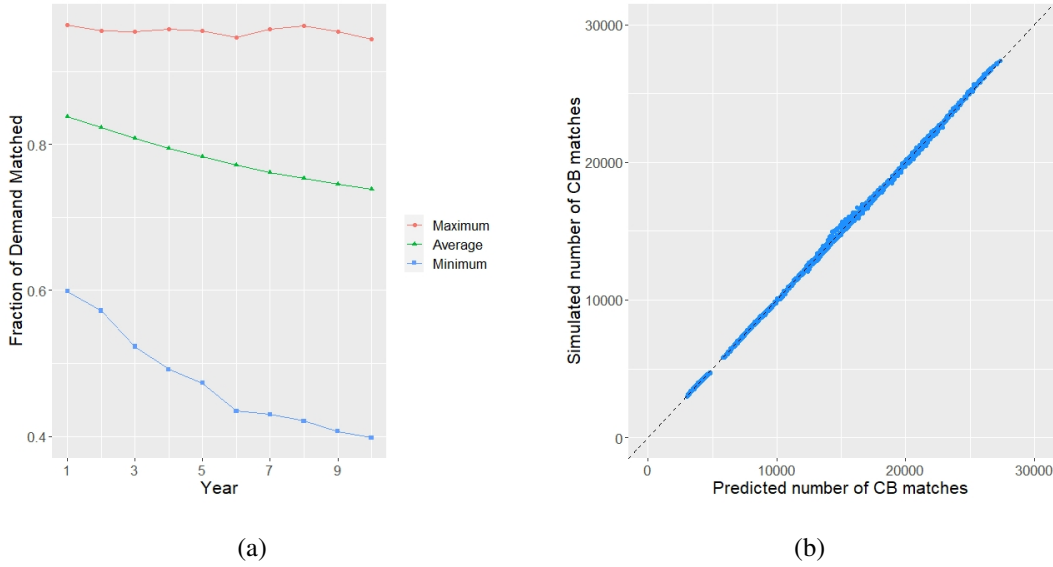 Fraction of Demand Matched
0.8
0.6
0.4
1
3
5
7
9
Year
Maximum
Average
Minimum
(a)
Simulated number of CB matches
30000
20000
10000
0
0
10000
20000
30000
Predicted number of CB matches
(b)